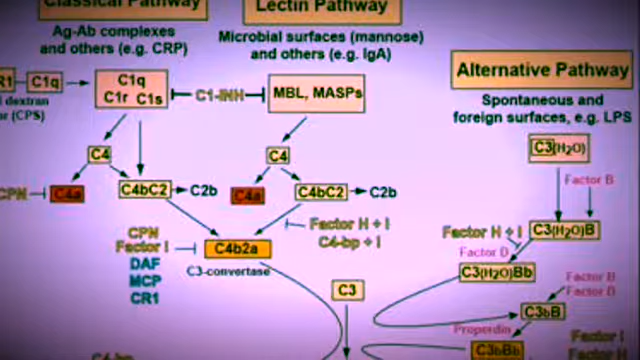 Classical Pathway
Ag-Ab complexes
and others (e.g. CRP)
Lectin Pathway
Microbial surfaces (mannose)
and others (e.g. IgA)
Alternative Pathway
Spontaneous and
foreign surfaces, e.g. LPS
R1
C1q
dextran
(CPS)
C1q
C1r C1s
C1-INH
MBL, MASPs
C3(H₂O)
Factor B
C4
C4
CPN
C4a
C4bC2
C2b
C4a
C4bC2
C2b
Factor H + I
C4-bp + I
Factor H + I
C3(H₂O)B
Factor D
CPN
Factor I
DAF
MCP
CR1
C4b2a
C3-convertase
C3(H₂O)Bb
Factor B
Factor D
C3
C3bB
Properdin
C3bBb
Factor I
C4-bp